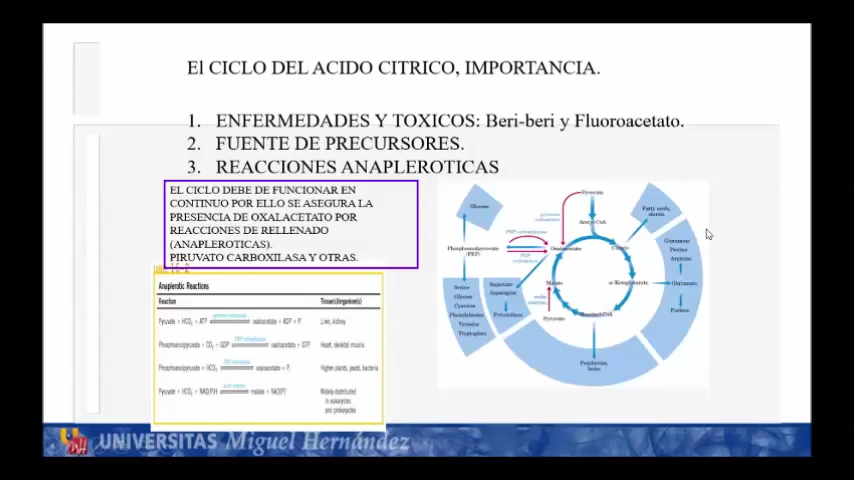 El CICLO DEL ACIDO CITRICO, IMPORTANCIA.
1. ENFERMEDADES Y TOXICOS: Beri-beri y Fluoroacetato.
2. FUENTE DE PRECURSORES.
3. REACCIONES ANAPLEROTICAS
EL CICLO DEBE DE FUNCIONAR EN
CONTINUO POR ELLO SE ASEGURA LA
PRESENCIA DE OXALACETATO POR
REACCIONES DE RELLENADO
(ANAPLEROTICAS).
PIRUVATO CARBOXILASA Y OTRAS.
Anaplerotic Reactions
Reaction Tissue(s)/organism(s)
Pyruvate + HCO₃ + ATP oxaloacetate + ADP + Pᵢ Liver, kidney
Phosphoenolpyruvate + CO₂ + GDP oxaloacetate + GTP Heart, skeletal muscle
Phosphoenolpyruvate + HCO₃ oxaloacetate + Pᵢ Higher plants, yeast, bacteria
Pyruvate + HCO₃ + NAD(P)H malate + NAD(P)⁺ Widely distributed
in eukaryotes
and prokaryotes
Pyruvate
Glucose
Fatty acids,
sterols
Acetyl-CoA
Phosphoenolpyruvate
(PEP)
Oxaloacetate
Citrate
Glutamine
Proline
Arginine
Malate
α-Ketoglutarate
Glutamate
Serine
Glycine
Cysteine
Phenylalanine
Tyrosine
Tryptophan
Aspartate
Asparagine
Pyrimidines
Purines
Pyruvate
Succinyl-CoA
Porphyrins,
heme
UNIVERSITAS Miguel Hernández